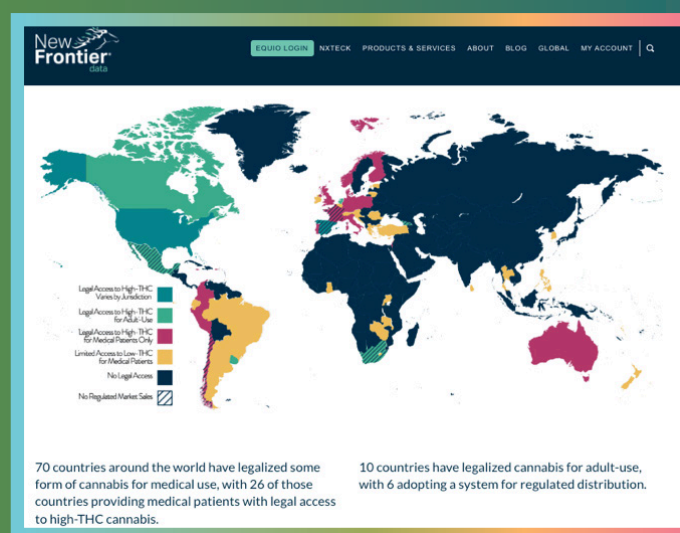 New
Frontier
data
EQUIO LOGIN NXTECK PRODUCTS & SERVICES ABOUT BLOG GLOBAL MY ACCOUNT
Legal Access to High-THC
Varies by Jurisdiction
Legal Access to High-THC
for Adult-Use
Legal Access to High-THC
for Medical Patients Only
Limited Access to Low-THC
for Medical Patients
No Legal Access
No Regulated Market Sales
70 countries around the world have legalized some
form of cannabis for medical use, with 26 of those
countries providing medical patients with legal access
to high-THC cannabis.
10 countries have legalized cannabis for adult-use,
with 6 adopting a system for regulated distribution.